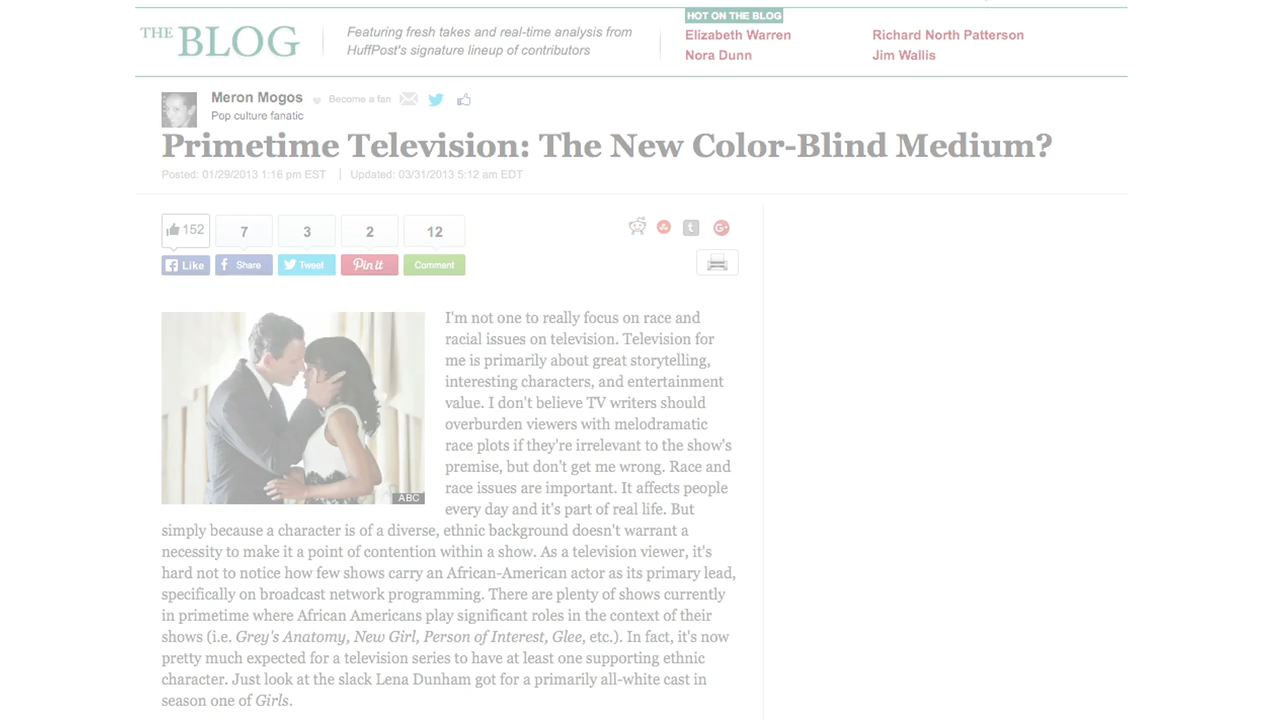 THE BLOG
Featuring fresh takes and real-time analysis from
HuffPost's signature lineup of contributors
HOT ON THE BLOG
Elizabeth Warren
Richard North Patterson
Nora Dunn
Jim Wallis
Meron Mogos
Become a fan
Pop culture fanatic
Primetime Television: The New Color-Blind Medium?
Posted: 01/29/2013 1:16 pm EST | Updated: 03/31/2013 5:12 am EDT
152
7
3
2
12
Like
Share
Tweet
Pin it
Comment
I'm not one to really focus on race and
racial issues on television. Television for
me is primarily about great storytelling,
interesting characters, and entertainment
value. I don't believe TV writers should
overburden viewers with melodramatic
race plots if they're irrelevant to the show's
premise, but don't get me wrong. Race and
race issues are important. It affects people
ABC
every day and it's part of real life. But
simply because a character is of a diverse, ethnic background doesn't warrant a
necessity to make it a point of contention within a show. As a television viewer, it's
hard not to notice how few shows carry an African-American actor as its primary lead,
specifically on broadcast network programming. There are plenty of shows currently
in primetime where African Americans play significant roles in the context of their
shows (i.e. Grey's Anatomy, New Girl, Person of Interest, Glee, etc.). In fact, it's now
pretty much expected for a television series to have at least one supporting ethnic
character. Just look at the slack Lena Dunham got for a primarily all-white cast in
season one of Girls.